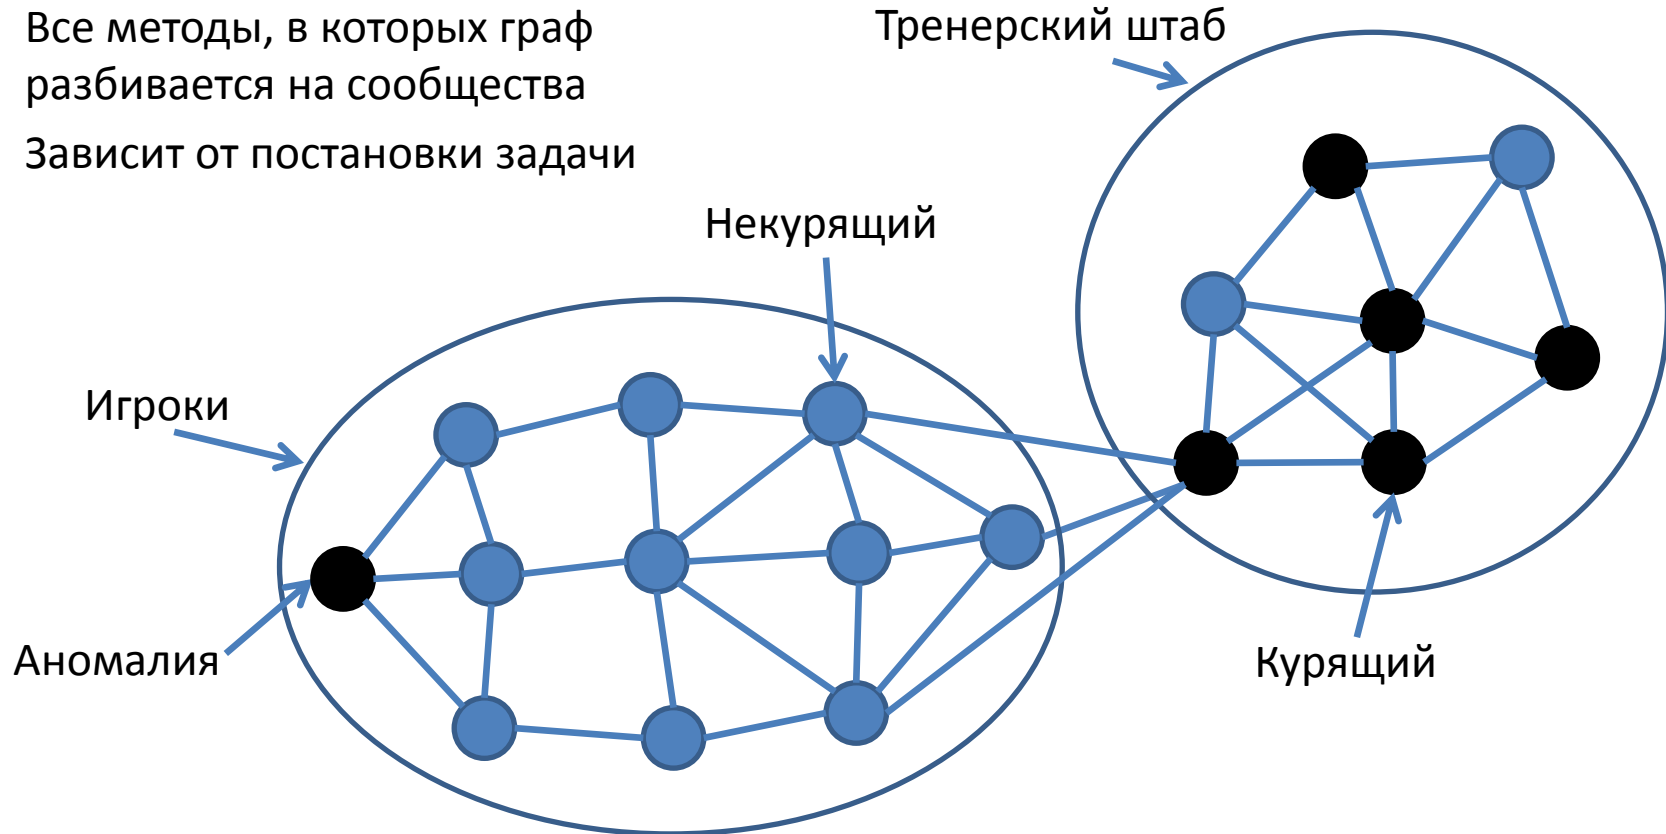 Все методы, в которых граф
разбивается на сообщества
Зависит от постановки задачи
Тренерский штаб
Некурящий
Игроки
Аномалия
Курящий